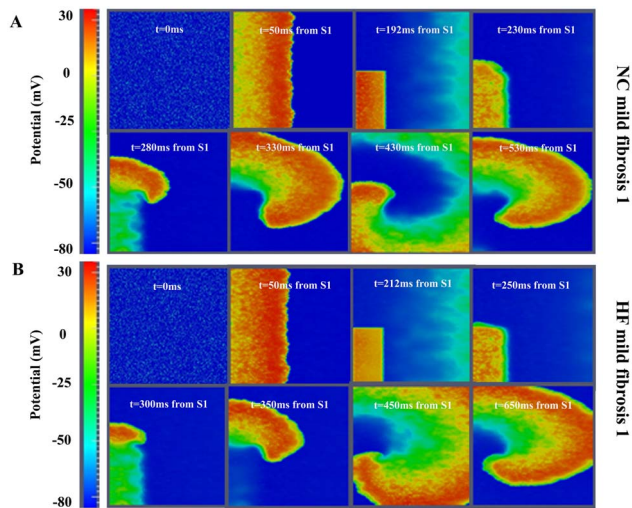 A
30
0
-25
-80
Potential (mV)
t=0ms
t=50ms from S1
t=192ms from S1
t=230ms from S1
t=280ms from S1
t=330ms from S1
t=430ms from S1
t=530ms from S1
NC mild fibrosis 1
B
30
0
-25
-80
Potential (mV)
t=0ms
t=50ms from S1
t=212ms from S1
t=250ms from S1
t=300ms from S1
t=350ms from S1
t=450ms from S1
t=650ms from S1
HF mild fibrosis 1